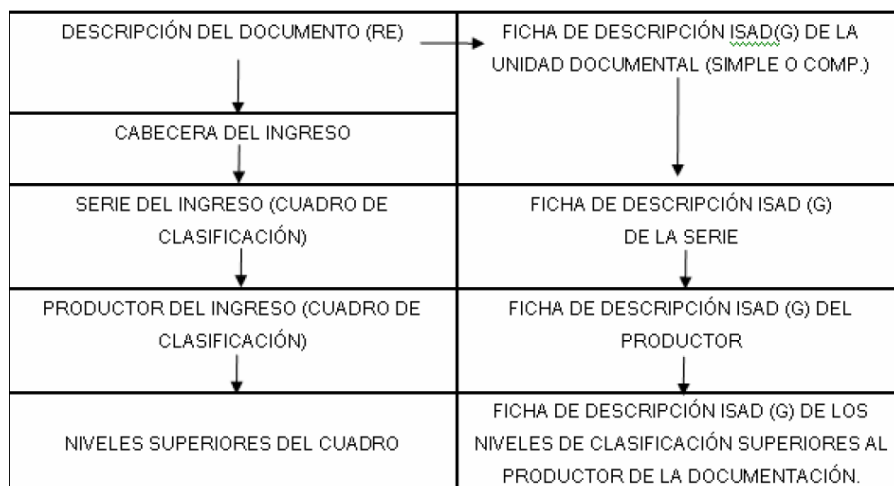 DESCRIPCIÓN DEL DOCUMENTO (RE)
FICHA DE DESCRIPCIÓN ISAD(G) DE LA
UNIDAD DOCUMENTAL (SIMPLE O COMP.)
CABECERA DEL INGRESO
SERIE DEL INGRESO (CUADRO DE
CLASIFICACIÓN)
FICHA DE DESCRIPCIÓN ISAD (G)
DE LA SERIE
PRODUCTOR DEL INGRESO (CUADRO DE
CLASIFICACIÓN)
FICHA DE DESCRIPCIÓN ISAD (G) DEL
PRODUCTOR
NIVELES SUPERIORES DEL CUADRO
FICHA DE DESCRIPCIÓN ISAD (G) DE LOS
NIVELES DE CLASIFICACIÓN SUPERIORES AL
PRODUCTOR DE LA DOCUMENTACIÓN.